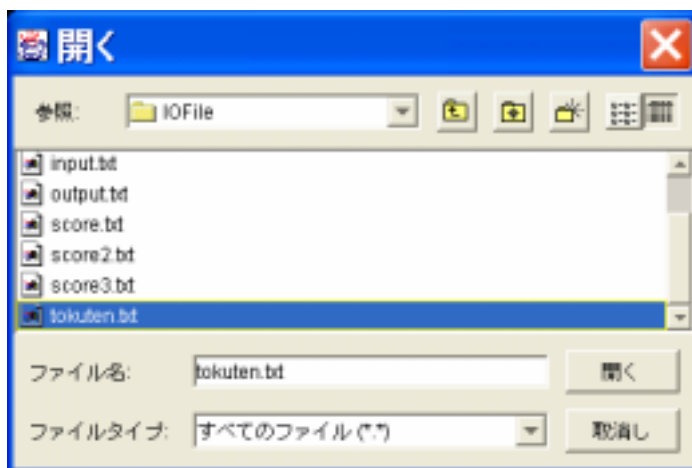 開く
参照: IOFile
input.txt
output.txt
score.txt
score2.txt
score3.txt
tokuten.txt
ファイル名: tokuten.txt 開く
ファイルタイプ: すべてのファイル (*.*) 取消し